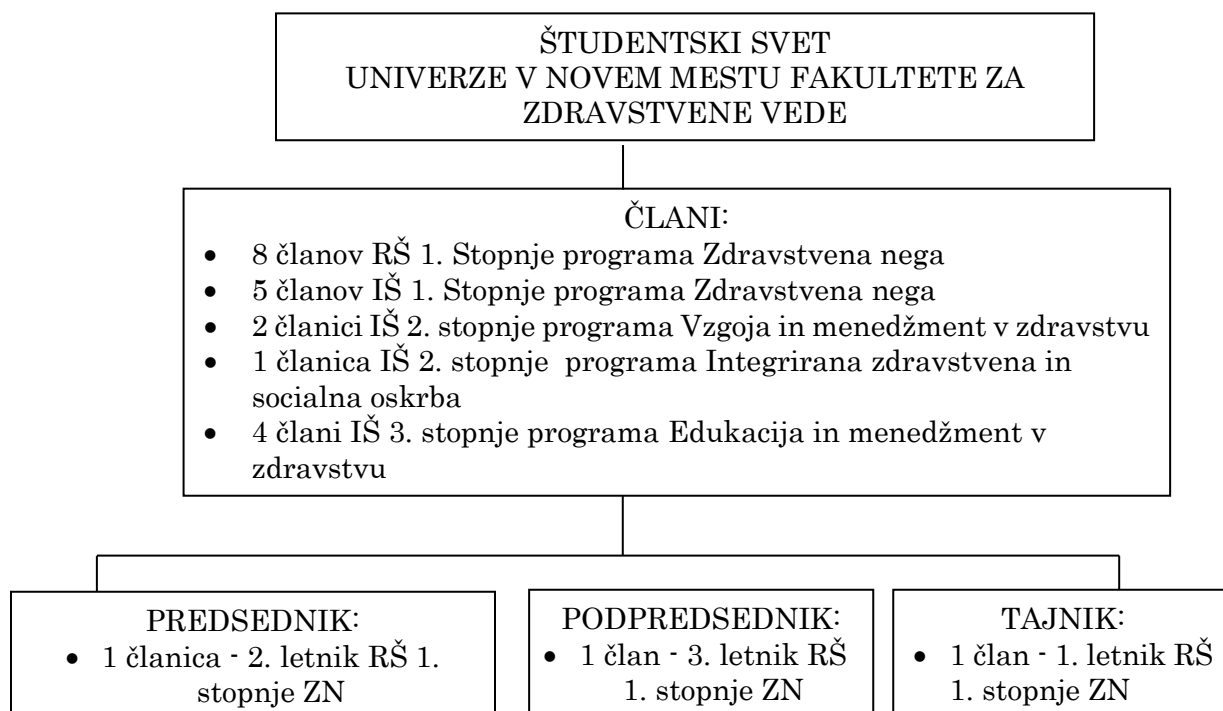 ŠTUDENTSKI SVET
UNIVERZE V NOVEM MESTU FAKULTETE ZA
ZDRAVSTVENE VEDE
ČLANI:
• 8 članov RŠ 1. Stopnje programa Zdravstvena nega
• 5 članov IŠ 1. Stopnje programa Zdravstvena nega
• 2 članici IŠ 2. stopnje programa Vzgoja in menedžment v zdravstvu
• 1 članica IŠ 2. stopnje programa Integrirana zdravstvena in
socialna oskrba
• 4 člani IŠ 3. stopnje programa Edukacija in menedžment v
zdravstvu
PREDSEDNIK:
• 1 članica - 2. letnik RŠ 1.
stopnje ZN
PODPREDSEDNIK:
• 1 član - 3. letnik RŠ
1. stopnje ZN
TAJNIK:
• 1 član - 1. letnik RŠ
1. stopnje ZN